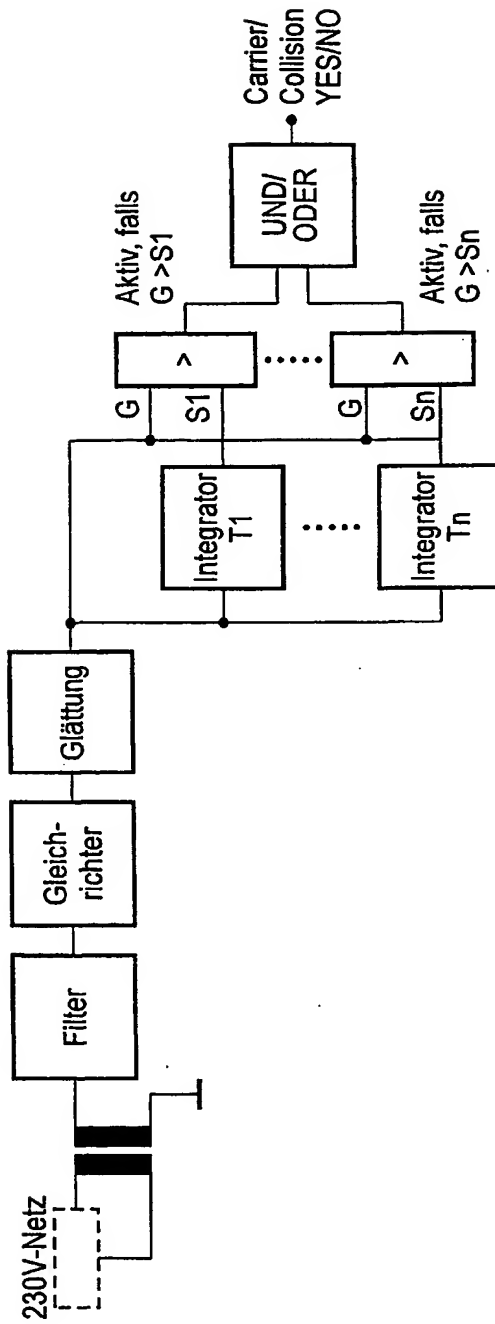 230V-Netz
Filter
Gleich-
richter
Glättung
Integrator
T1
.....
Integrator
Tn
G
S1
>
.....
G
Sn
>
Aktiv, falls
G >S1
Aktiv, falls
G >Sn
UND/
ODER
Carrier/
Collision
YES/NO